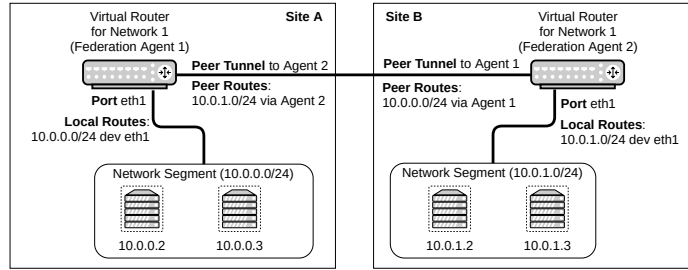 Virtual Router
for Network 1
(Federation Agent 1)
Site A
Peer Tunnel to Agent 2
Peer Routes:
10.0.1.0/24 via Agent 2
Port eth1
Local Routes:
10.0.0.0/24 dev eth1
Network Segment (10.0.0.0/24)
10.0.0.2
10.0.0.3
Site B
Virtual Router
for Network 1
(Federation Agent 2)
Peer Tunnel to Agent 1
Peer Routes:
10.0.0.0/24 via Agent 1
Port eth1
Local Routes:
10.0.1.0/24 dev eth1
Network Segment (10.0.1.0/24)
10.0.1.2
10.0.1.3